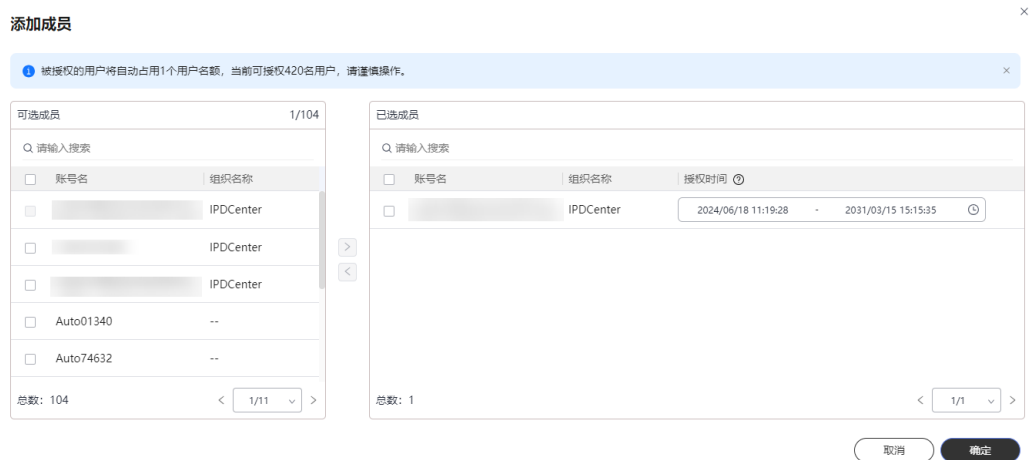 添加成员
被授权的用户将自动占用1个用户名额，当前可授权420名用户，请谨慎操作。
可选成员 1/104
请输入搜索
账号名 组织名称
IPDCenter
IPDCenter
IPDCenter
Auto01340 --
Auto74632 --
总数：104 < 1/11 >
>
<
已选成员
请输入搜索
账号名 组织名称 授权时间
IPDCenter 2024/06/18 11:19:28 - 2031/03/15 15:15:35
总数：1 < 1/1 >
取消 确定